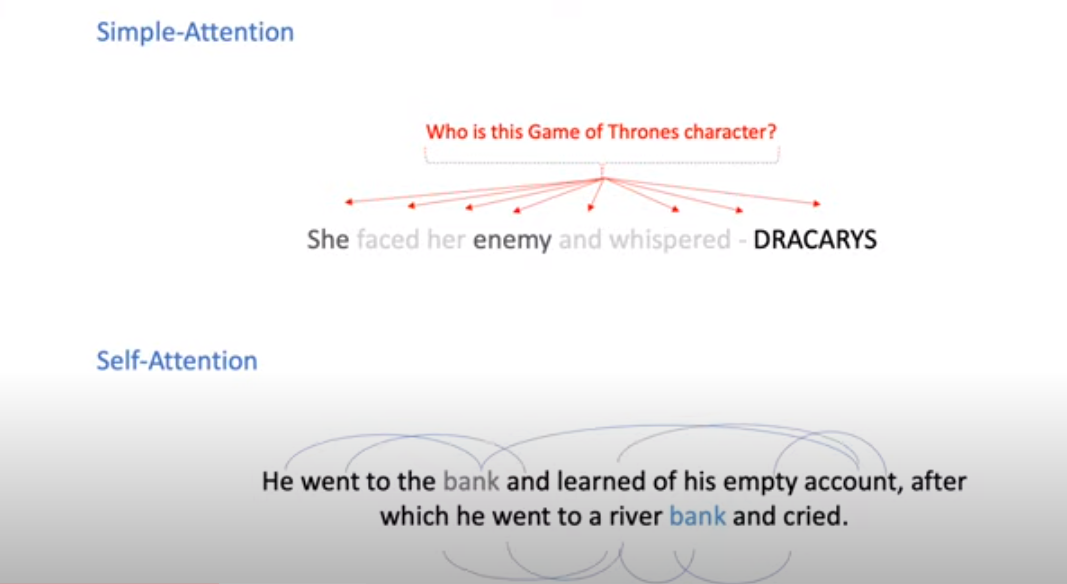 Simple-Attention
Who is this Game of Thrones character?
She faced her enemy and whispered - DRACARYS
Self-Attention
He went to the bank and learned of his empty account, after
which he went to a river bank and cried.